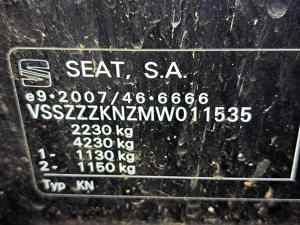 SEAT, S.A.
e9*2007/46*6666
VSSZZZKNZMW011535
2230 kg
4230 kg
1- 1130 kg
2- 1150 kg
Typ KN